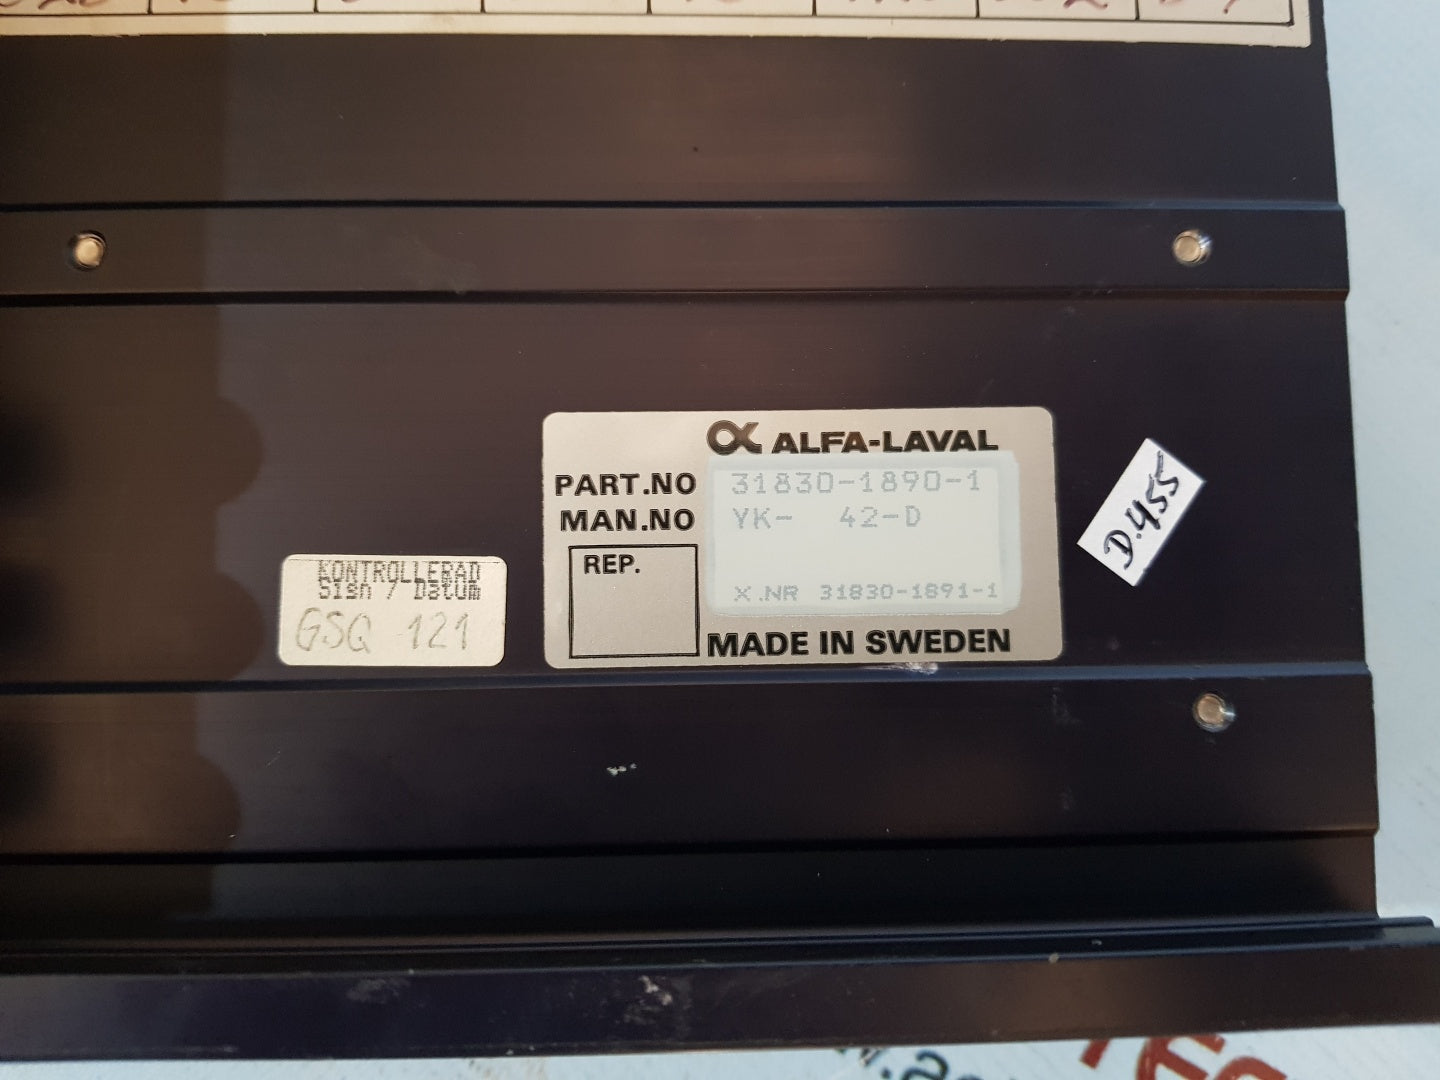 ALFA-LAVAL
PART.NO 31830-1890-1
MAN.NO YK- 42-D
REP.
X.NR 31830-1891-1
MADE IN SWEDEN
KONTROLLERAD
Sign / Datum
GSQ 121
D.455